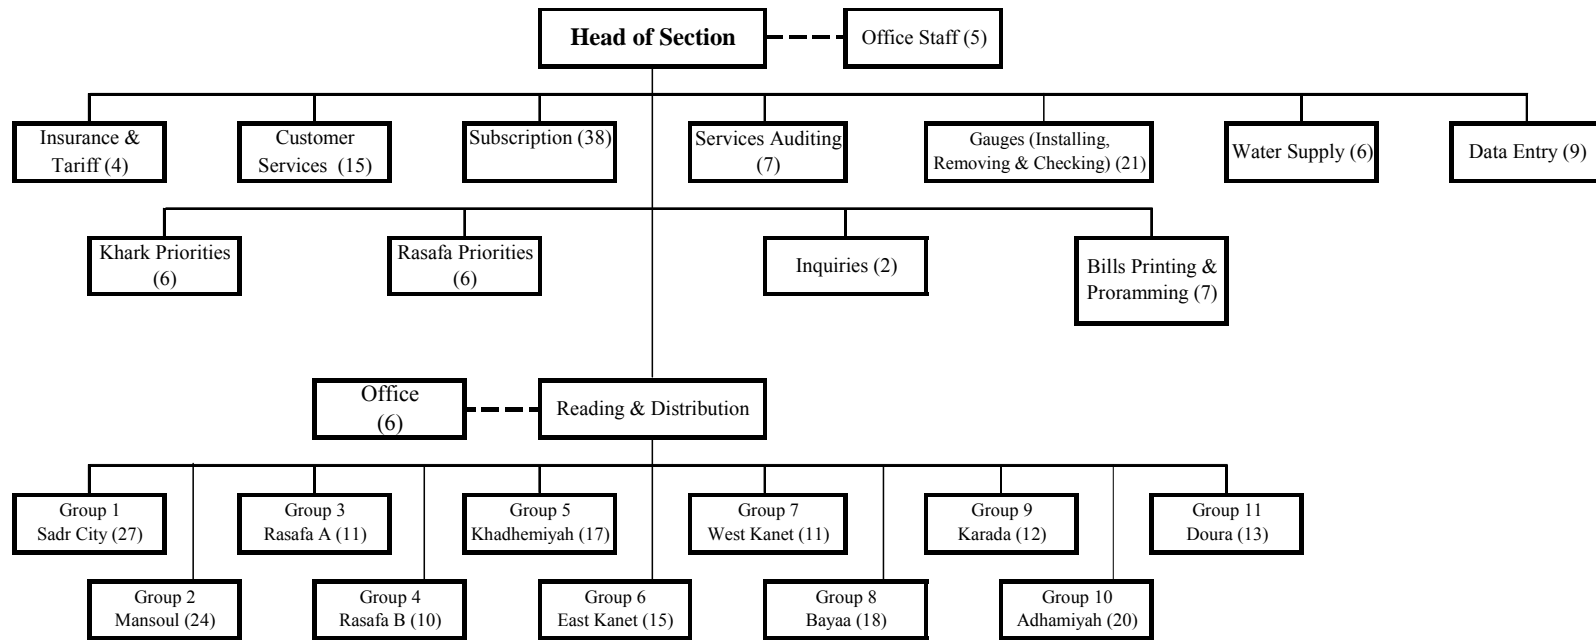 Head of Section
Office Staff (5)
Insurance &
Tariff (4)
Customer
Services (15)
Subscription (38)
Services Auditing
(7)
Gauges (Installing,
Removing & Checking) (21)
Water Supply (6)
Data Entry (9)
Khark Priorities
(6)
Rasafa Priorities
(6)
Inquiries (2)
Bills Printing &
Proramming (7)
Office
(6)
Reading & Distribution
Group 1
Sadr City (27)
Group 3
Rasafa A (11)
Group 5
Khadhemiyah (17)
Group 7
West Kanet (11)
Group 9
Karada (12)
Group 11
Doura (13)
Group 2
Mansoul (24)
Group 4
Rasafa B (10)
Group 6
East Kanet (15)
Group 8
Bayaa (18)
Group 10
Adhamiyah (20)